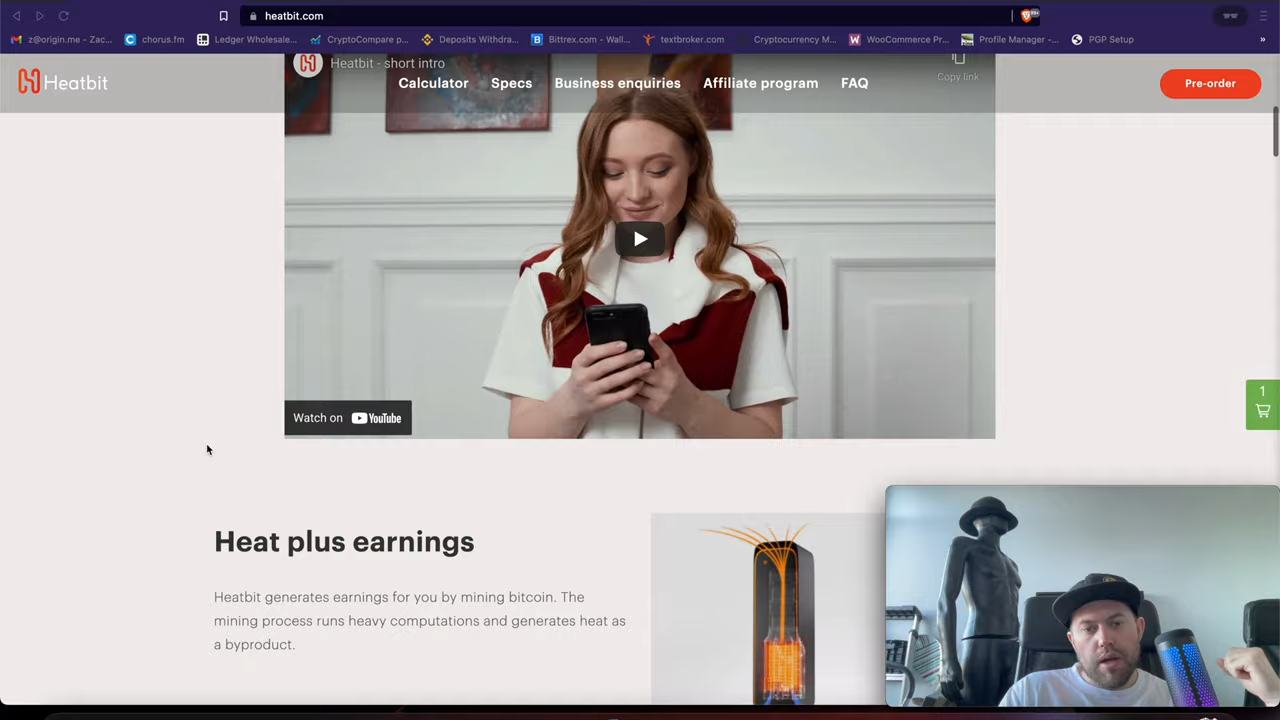 heatbit.com
z@origin.me - Zac...
chorus.fm
Ledger Wholesale...
CryptoCompare p...
Deposits Withdra...
Bittrex.com - Wall...
textbroker.com
Cryptocurrency M...
WooCommerce Pr...
Profile Manager -...
PGP Setup
»
Heatbit
Heatbit - short intro
Calculator
Specs
Business enquiries
Affiliate program
FAQ
Copy link
Pre-order
Watch on YouTube
1
Heat plus earnings
Heatbit generates earnings for you by mining bitcoin. The
mining process runs heavy computations and generates heat as
a byproduct.